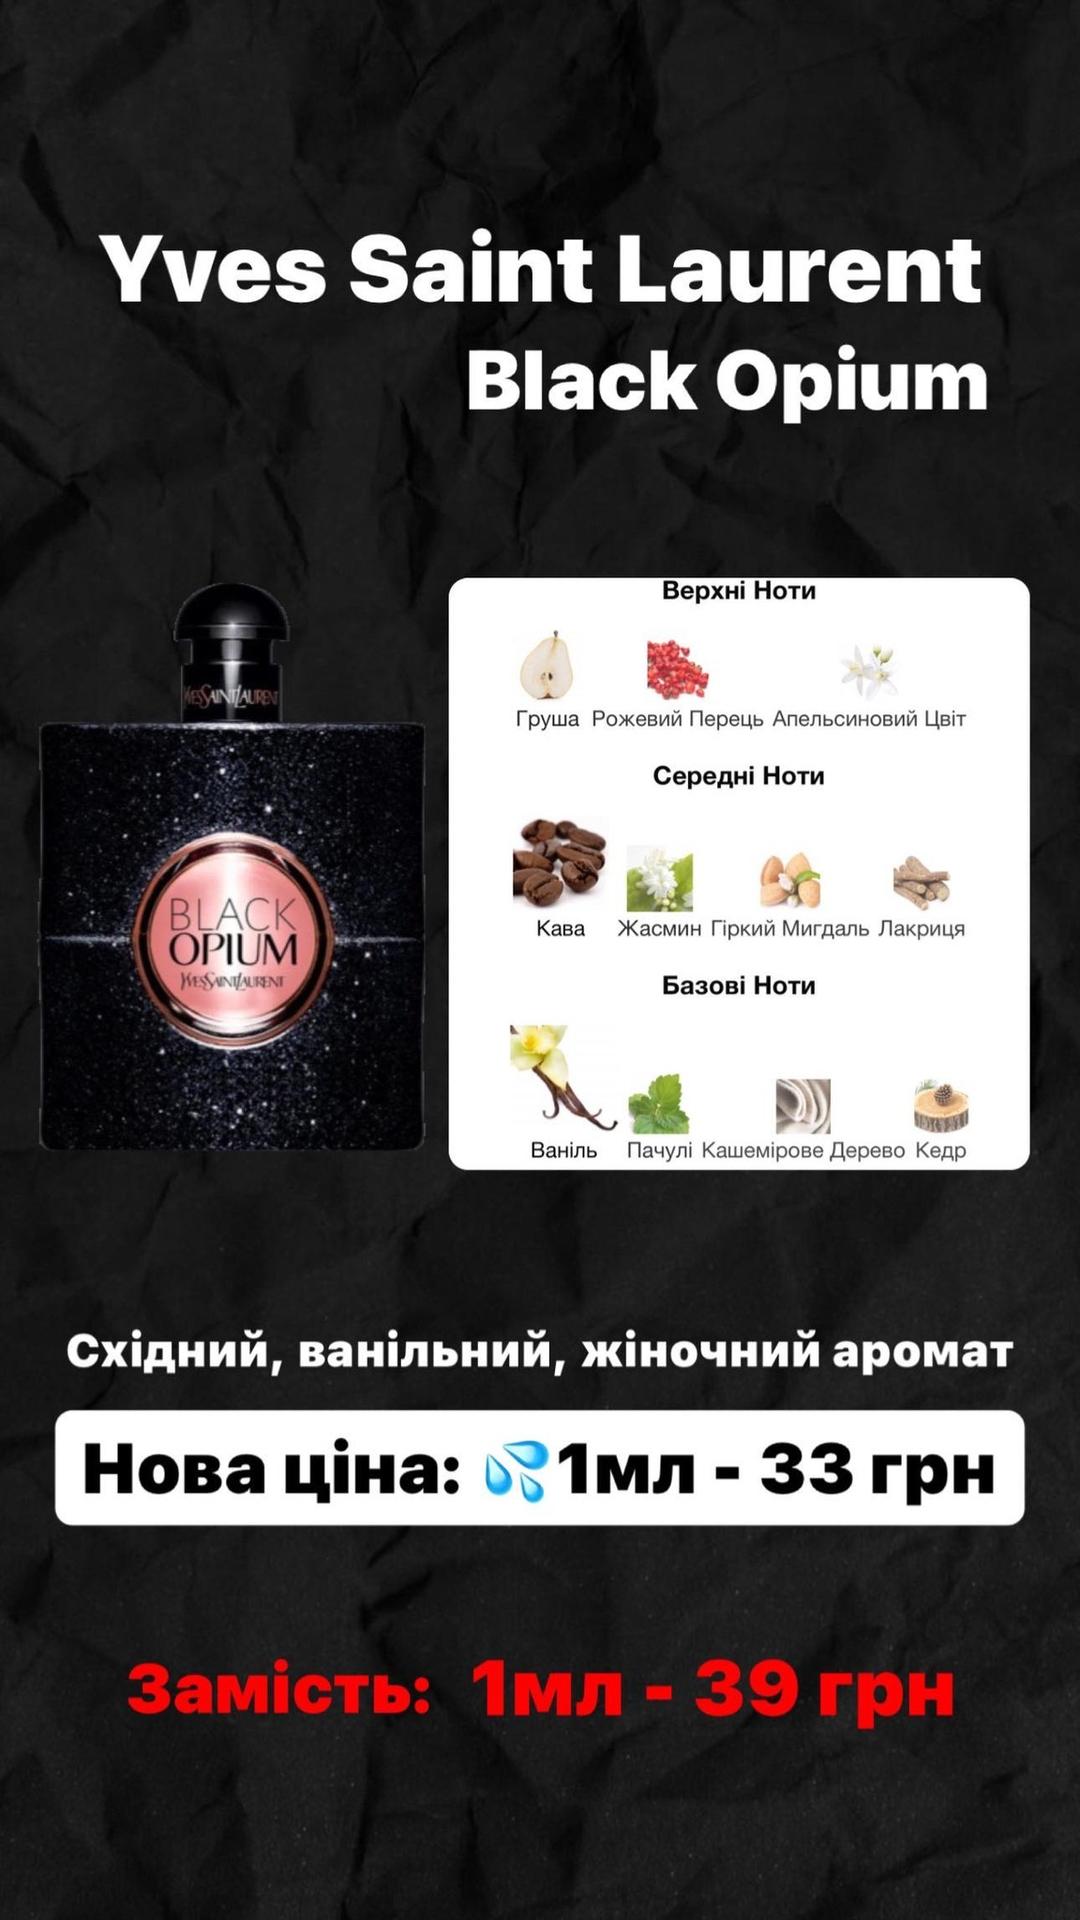 Yves Saint Laurent
Black Opium
YVESSAINTLAURENT
BLACK
OPIUM
YVESSAINTLAURENT
Верхні Ноти
Груша Рожевий Перець Апельсиновий Цвіт
Середні Ноти
Кава Жасмин Гіркий Мигдаль Лакриця
Базові Ноти
Ваніль Пачулі Кашемірове Дерево Кедр
Східний, ванільний, жіночний аромат
Нова ціна: 💦1мл - 33 грн
Замість: 1мл - 39 грн